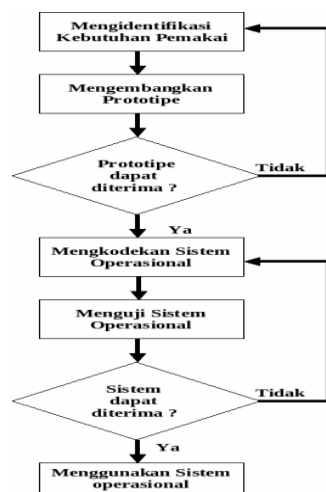 Mengidentifikasi
Kebutuhan Pemakai
Mengembangkan
Prototipe
Prototipe
dapat
diterima ?
Tidak
Ya
Mengkodekan Sistem
Operasional
Menguji Sistem
Operasional
Sistem
dapat
diterima ?
Tidak
Ya
Menggunakan Sistem
operasional